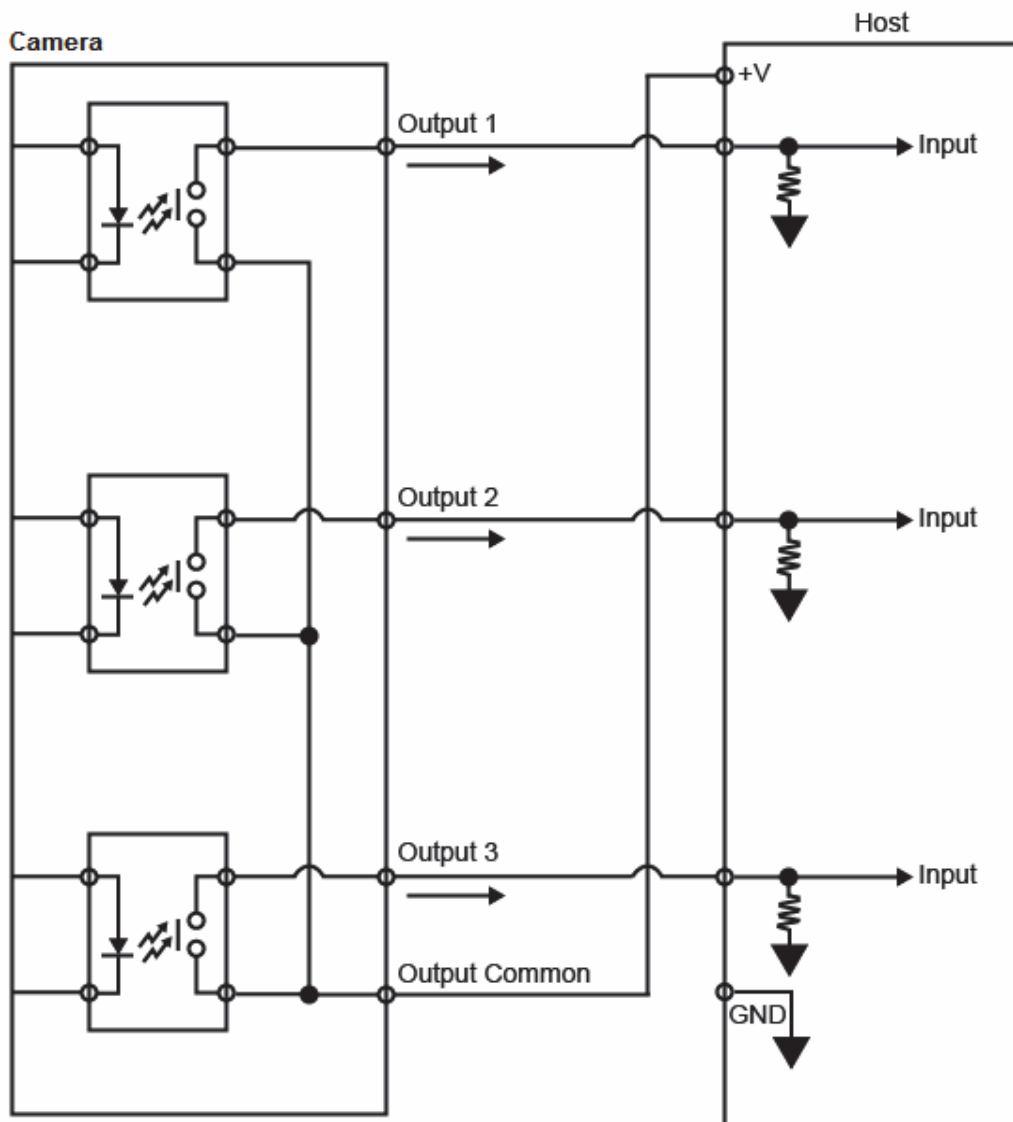 Host
Camera
+V
Output 1
Input
Output 2
Input
Output 3
Input
Output Common
GND